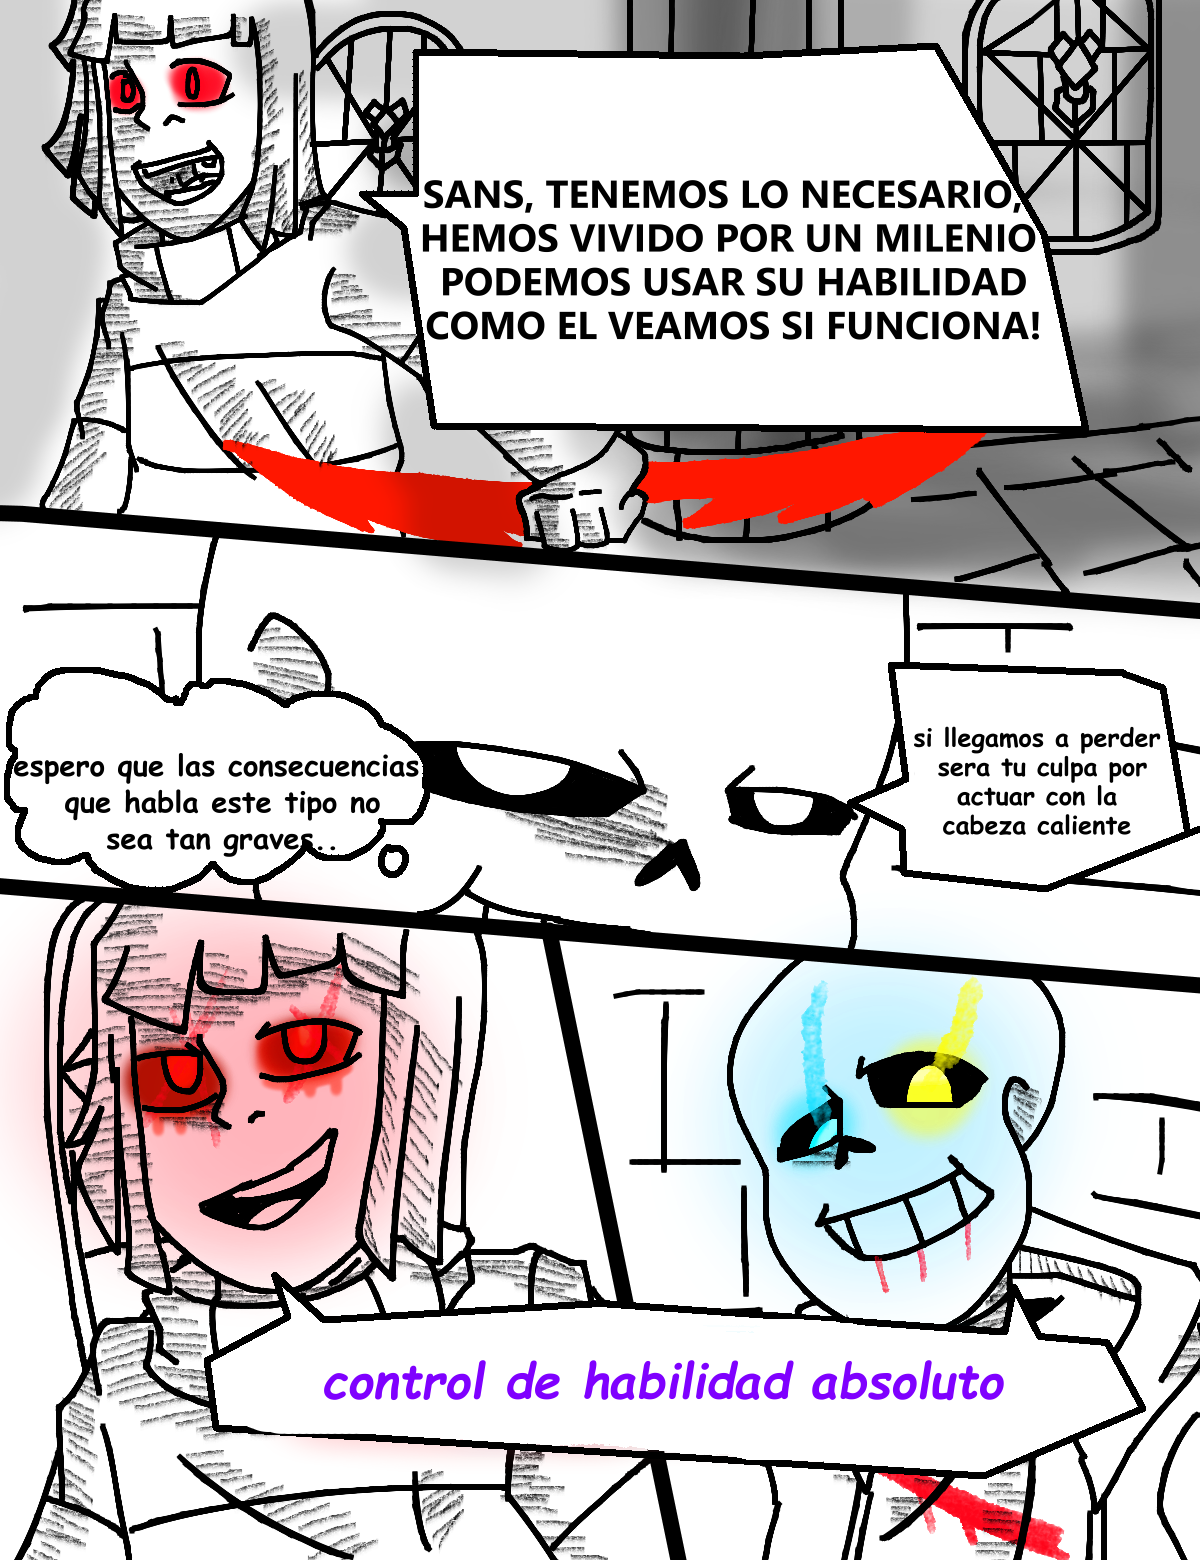 SANS, TENEMOS LO NECESARIO,
HEMOS VIVIDO POR UN MILENIO
PODEMOS USAR SU HABILIDAD
COMO EL VEAMOS SI FUNCIONA!
espero que las consecuencias
que habla este tipo no
sea tan graves..
si llegamos a perder
sera tu culpa por
actuar con la
cabeza caliente
control de habilidad absoluto